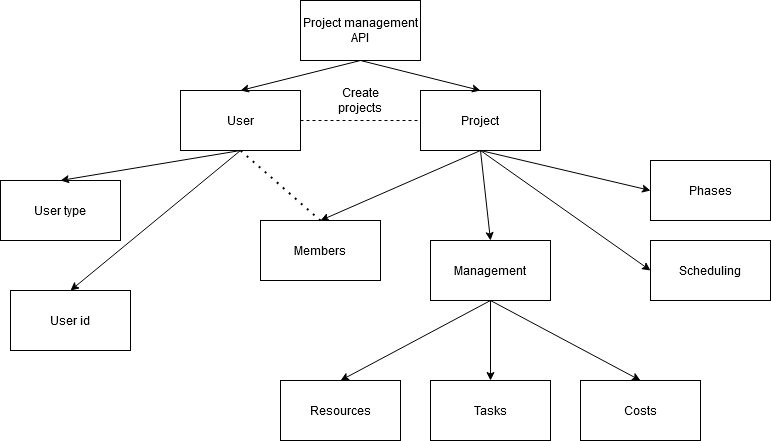 Project management
API
Create
projects
User
Project
Phases
User type
Members
Management
Scheduling
User id
Resources
Tasks
Costs